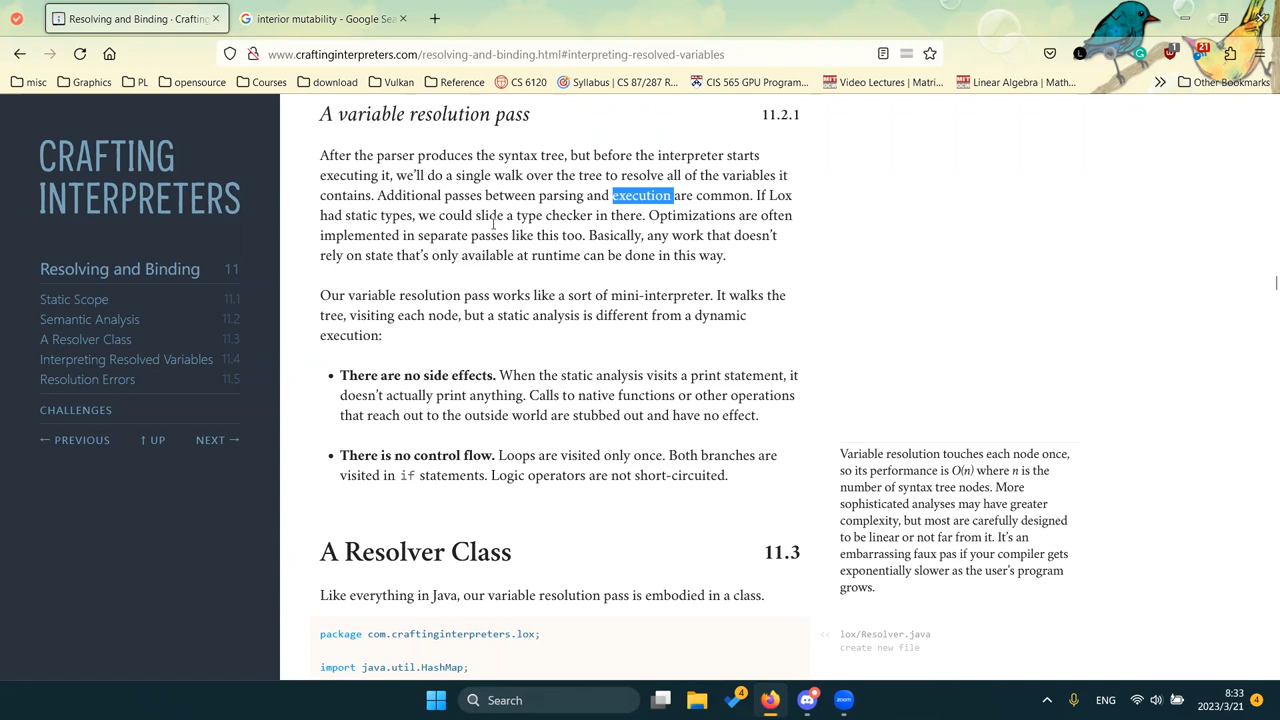 Resolving and Binding · Crafting
interior mutability - Google Sea
www.craftinginterpreters.com/resolving-and-binding.html#interpreting-resolved-variables
L
G
1
21
misc
Graphics
PL
opensource
Courses
download
Vulkan
Reference
CS 6120
Syllabus | CS 87/287 R...
CIS 565 GPU Program...
Video Lectures | Matri...
Linear Algebra | Math...
Other Bookmarks
CRAFTING
INTERPRETERS
Resolving and Binding 11
Static Scope 11.1
Semantic Analysis 11.2
A Resolver Class 11.3
Interpreting Resolved Variables 11.4
Resolution Errors 11.5
CHALLENGES
← PREVIOUS ↑ UP NEXT →
A variable resolution pass 11.2.1
After the parser produces the syntax tree, but before the interpreter starts
executing it, we’ll do a single walk over the tree to resolve all of the variables it
contains. Additional passes between parsing and execution are common. If Lox
had static types, we could slide a type checker in there. Optimizations are often
implemented in separate passes like this too. Basically, any work that doesn’t
rely on state that’s only available at runtime can be done in this way.
Our variable resolution pass works like a sort of mini-interpreter. It walks the
tree, visiting each node, but a static analysis is different from a dynamic
execution:
• There are no side effects. When the static analysis visits a print statement, it
doesn’t actually print anything. Calls to native functions or other operations
that reach out to the outside world are stubbed out and have no effect.
• There is no control flow. Loops are visited only once. Both branches are
visited in if statements. Logic operators are not short-circuited.
Variable resolution touches each node once,
so its performance is O(n) where n is the
number of syntax tree nodes. More
sophisticated analyses may have greater
complexity, but most are carefully designed
to be linear or not far from it. It’s an
embarrassing faux pas if your compiler gets
exponentially slower as the user’s program
grows.
A Resolver Class 11.3
Like everything in Java, our variable resolution pass is embodied in a class.
package com.craftinginterpreters.lox;
import java.util.HashMap;
<< lox/Resolver.java
create new file
Search
4
ENG
8:33
2023/3/21
4